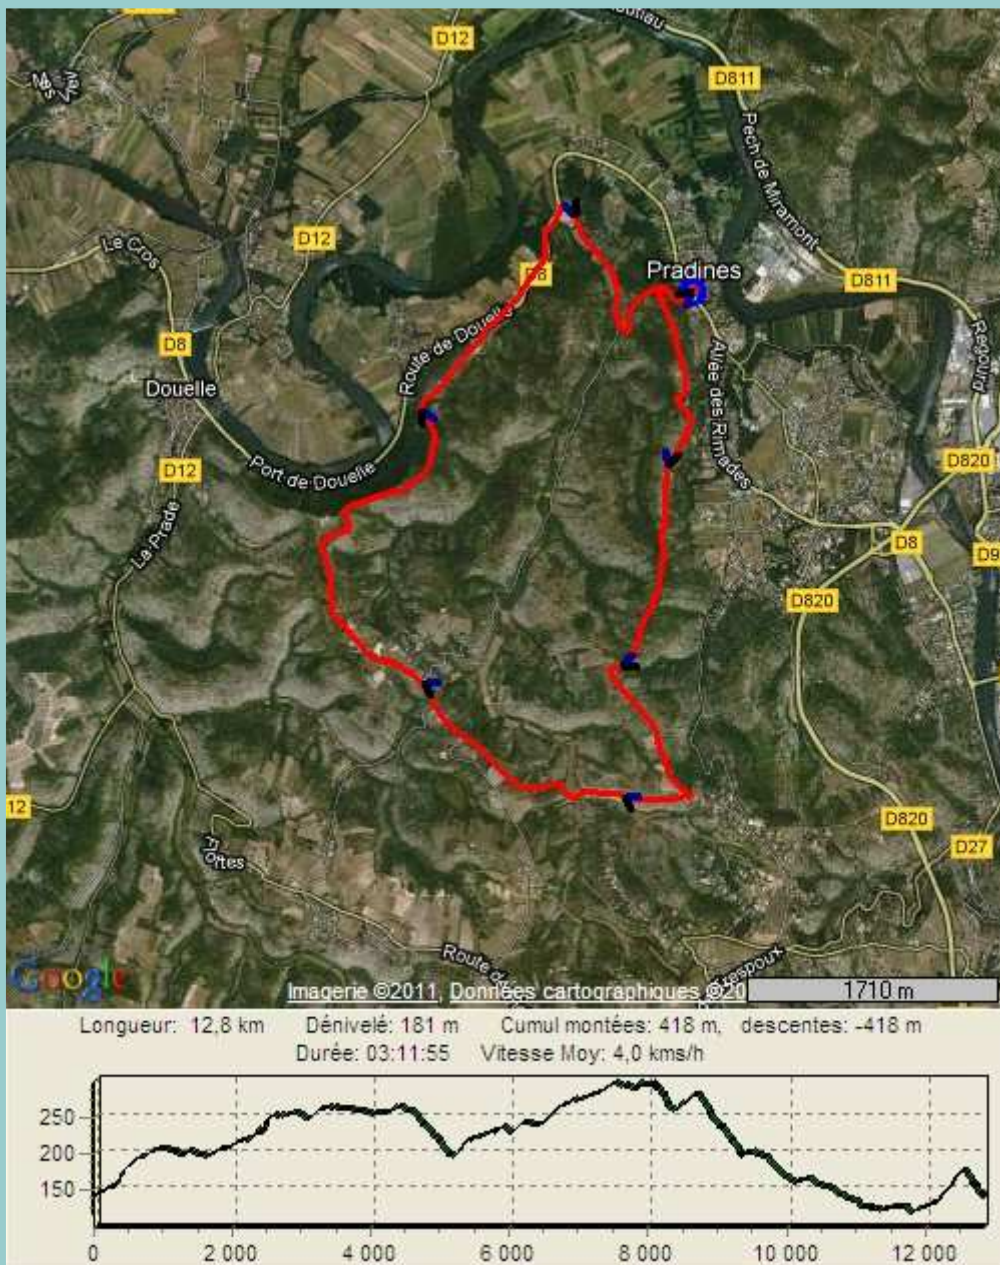 D12
D811
Pech de Miramont
Le Cros
D12
D8
Pradines
D811
D8
Route de Douelle
Regourd
Douelle
Allée des Rimades
D12
Port de Douelle
D820
La Prade
D8
D9
D820
12
D820
D27
Flottes
Route d'
Google
Imagerie ©2011, Données cartographiques ©20
1710 m
Longueur: 12,8 km Dénivelé: 181 m Cumul montées: 418 m, descentes: -418 m
Durée: 03:11:55 Vitesse Moy: 4,0 kms/h
250
200
150
0 2 000 4 000 6 000 8 000 10 000 12 000